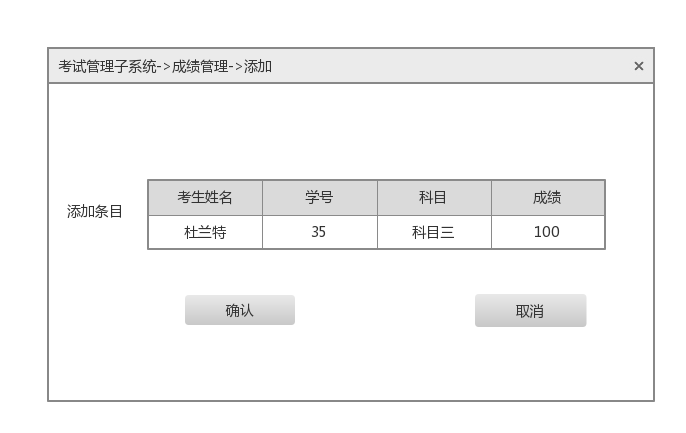 考试管理子系统->成绩管理->添加 ×
考生姓名 学号 科目 成绩
添加条目
杜兰特 35 科目三 100
确认 取消